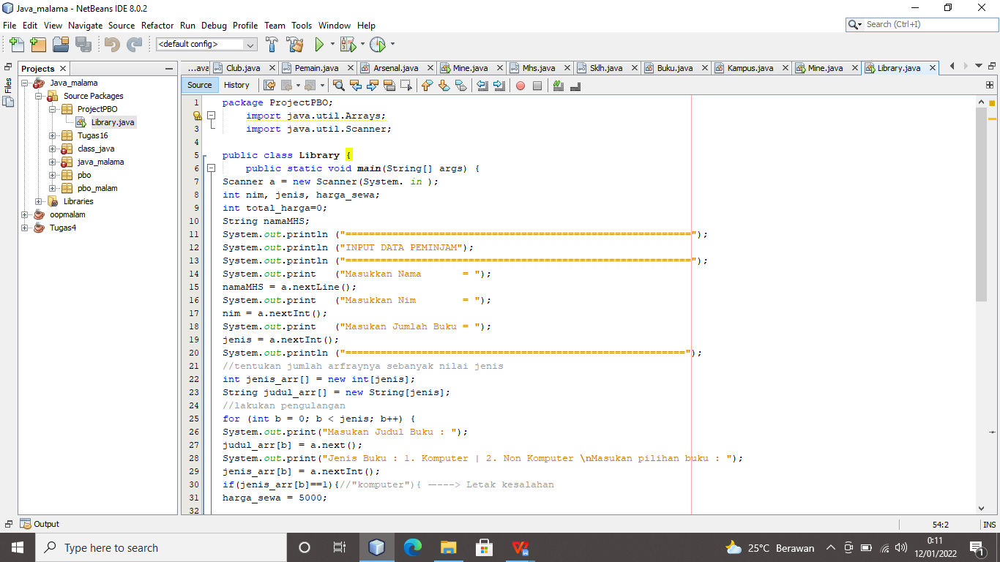 Java_malama - NetBeans IDE 8.0.2
File Edit View Navigate Source Refactor Run Debug Profile Team Tools Window Help
Search (Ctrl+I)
<default config>
Files
Projects
Java_malama
Source Packages
ProjectPBO
Library.java
Tugas16
class_java
java_malama
pbo
pbo_malam
Libraries
oopmalam
Tugas4
...ava Club.java Pemain.java Arsenal.java Mine.java Mhs.java Sklh.java Buku.java Kampus.java Mine.java Library.java
Source History
1 package ProjectPBO;
import java.util.Arrays;
3 import java.util.Scanner;
4
5 public class Library {
6 public static void main(String[] args) {
7 Scanner a = new Scanner(System. in );
8 int nim, jenis, harga_sewa;
9 int total_harga=0;
10 String namaMHS;
11 System.out.println ("===========================================================");
12 System.out.println ("INPUT DATA PEMINJAM");
13 System.out.println ("===========================================================");
14 System.out.print ("Masukkan Nama = ");
15 namaMHS = a.nextLine();
16 System.out.print ("Masukkan Nim = ");
17 nim = a.nextInt();
18 System.out.print ("Masukan Jumlah Buku = ");
19 jenis = a.nextInt();
20 System.out.println ("==========================================================");
21 //tentukan jumlah arfraynya sebanyak nilai jenis
22 int jenis_arr[] = new int[jenis];
23 String judul_arr[] = new String[jenis];
24 //lakukan pengulangan
25 for (int b = 0; b < jenis; b++) {
26 System.out.print("Masukan Judul Buku : ");
27 judul_arr[b] = a.next();
28 System.out.print("Jenis Buku : 1. Komputer | 2. Non Komputer \nMasukan pilihan buku : ");
29 jenis_arr[b] = a.nextInt();
30 if(jenis_arr[b]==1){//"komputer"){ —----> Letak kesalahan
31 harga_sewa = 5000;
32
Output
54:2 INS
Type here to search
25°C Berawan
0:11
12/01/2022
1